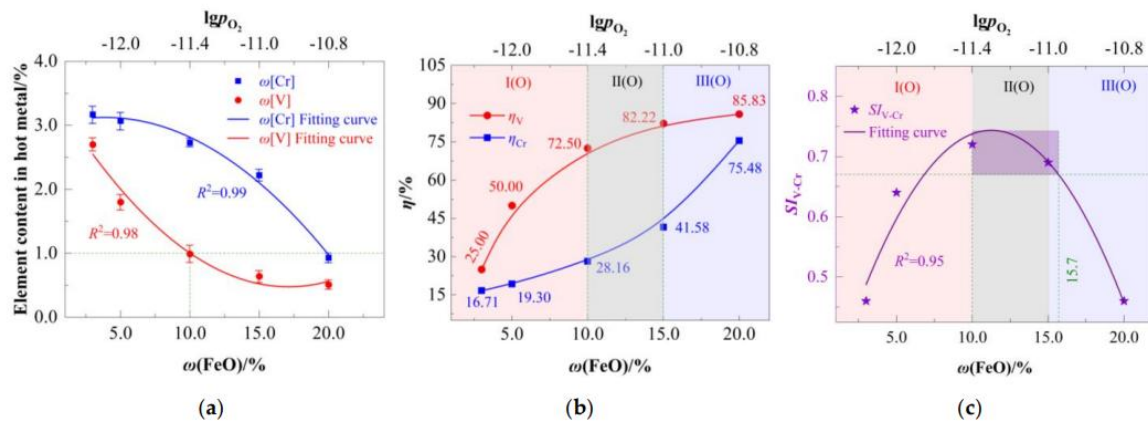 lgpO₂
-12.0 -11.4 -11.0 -10.8
Element content in hot metal/%
4.0
3.0
2.0
1.0
0.0
ω[Cr]
ω[V]
ω[Cr] Fitting curve
ω[V] Fitting curve
R²=0.99
R²=0.98
5.0 10.0 15.0 20.0
ω(FeO)/%
(a)
lgpO₂
-12.0 -11.4 -11.0 -10.8
η/%
105
90
75
60
45
30
15
I(O) II(O) III(O)
ηV
ηCr
25.00
50.00
72.50
82.22
85.83
16.71
19.30
28.16
41.58
75.48
5.0 10.0 15.0 20.0
ω(FeO)/%
(b)
lgpO₂
-12.0 -11.4 -11.0 -10.8
SIV-Cr
0.8
0.7
0.6
0.5
I(O) II(O) III(O)
SIV-Cr
Fitting curve
R²=0.95
15.7
5.0 10.0 15.0 20.0
ω(FeO)/%
(c)